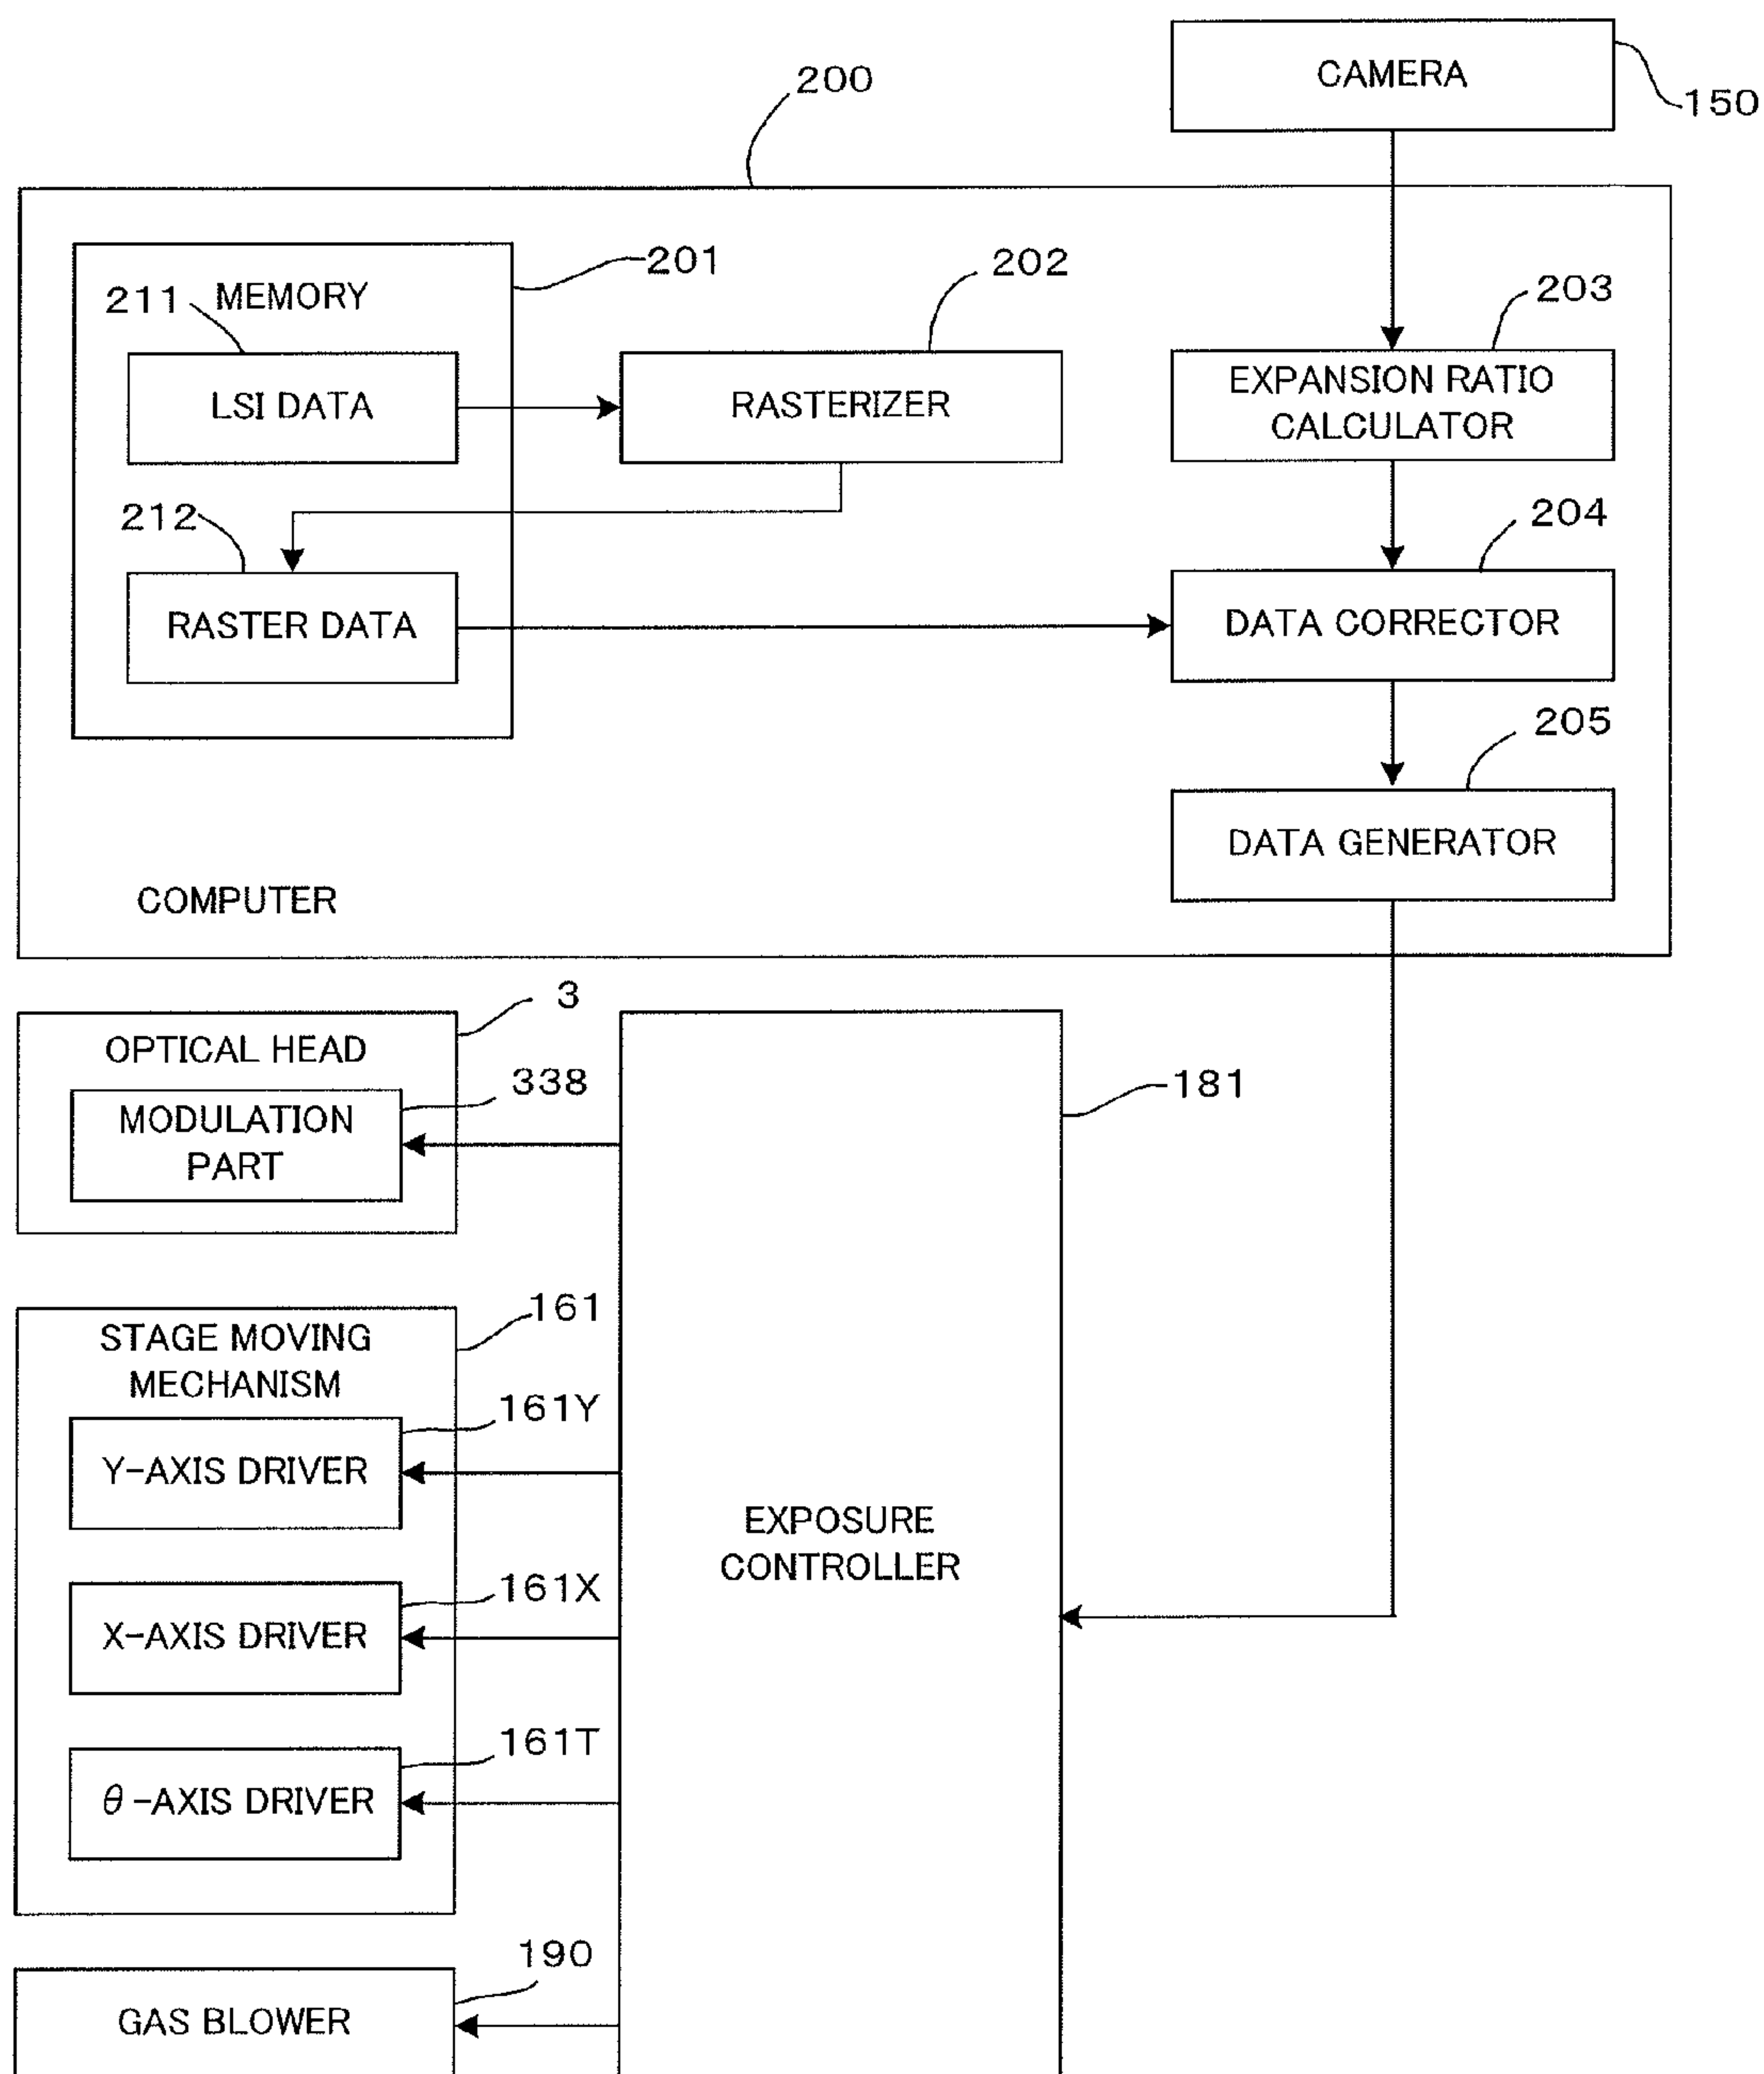 CAMERA
150
200
MEMORY
201
202
203
211
LSI DATA
RASTERIZER
EXPANSION RATIO
CALCULATOR
212
204
RASTER DATA
DATA CORRECTOR
205
DATA GENERATOR
COMPUTER
3
OPTICAL HEAD
338
MODULATION
PART
181
161
STAGE MOVING
MECHANISM
161Y
Y-AXIS DRIVER
EXPOSURE
CONTROLLER
161X
X-AXIS DRIVER
161T
θ-AXIS DRIVER
190
GAS BLOWER